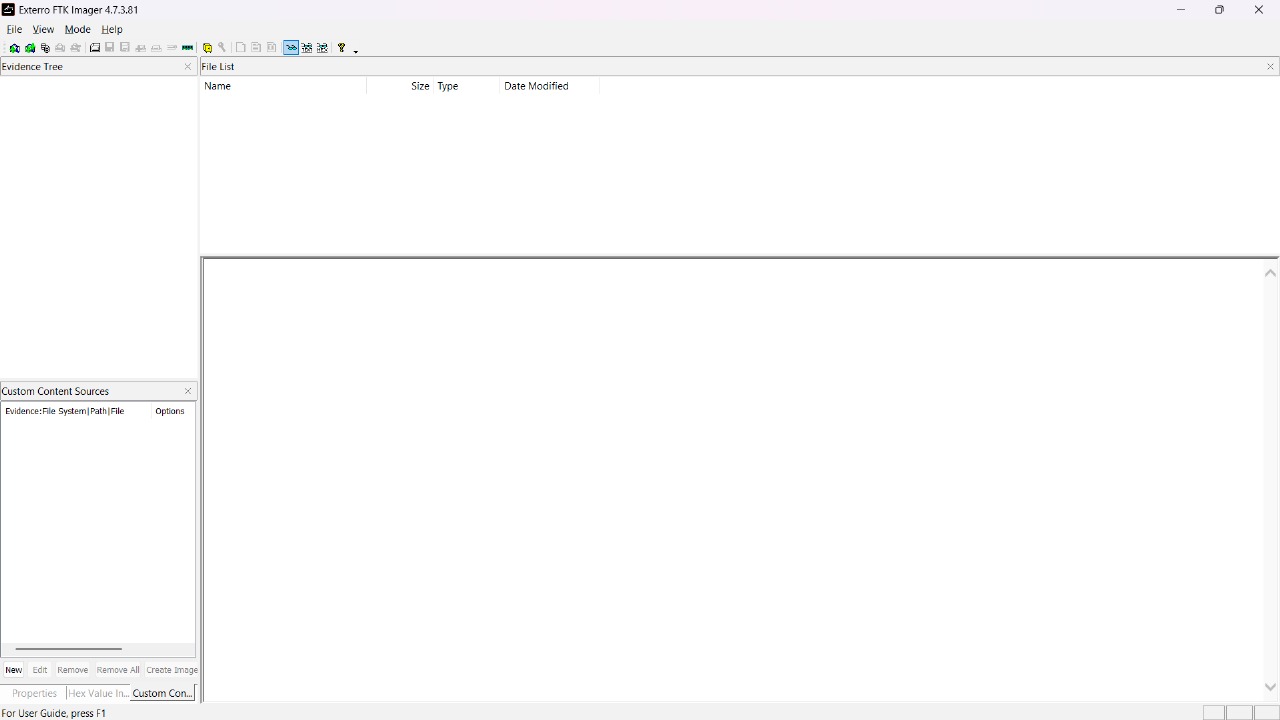 Exterro FTK Imager 4.7.3.81
File View Mode Help
Evidence Tree
File List
Name Size Type Date Modified
Custom Content Sources
Evidence:File System|Path|File Options
New Edit Remove Remove All Create Image
Properties Hex Value In... Custom Con...
For User Guide, press F1